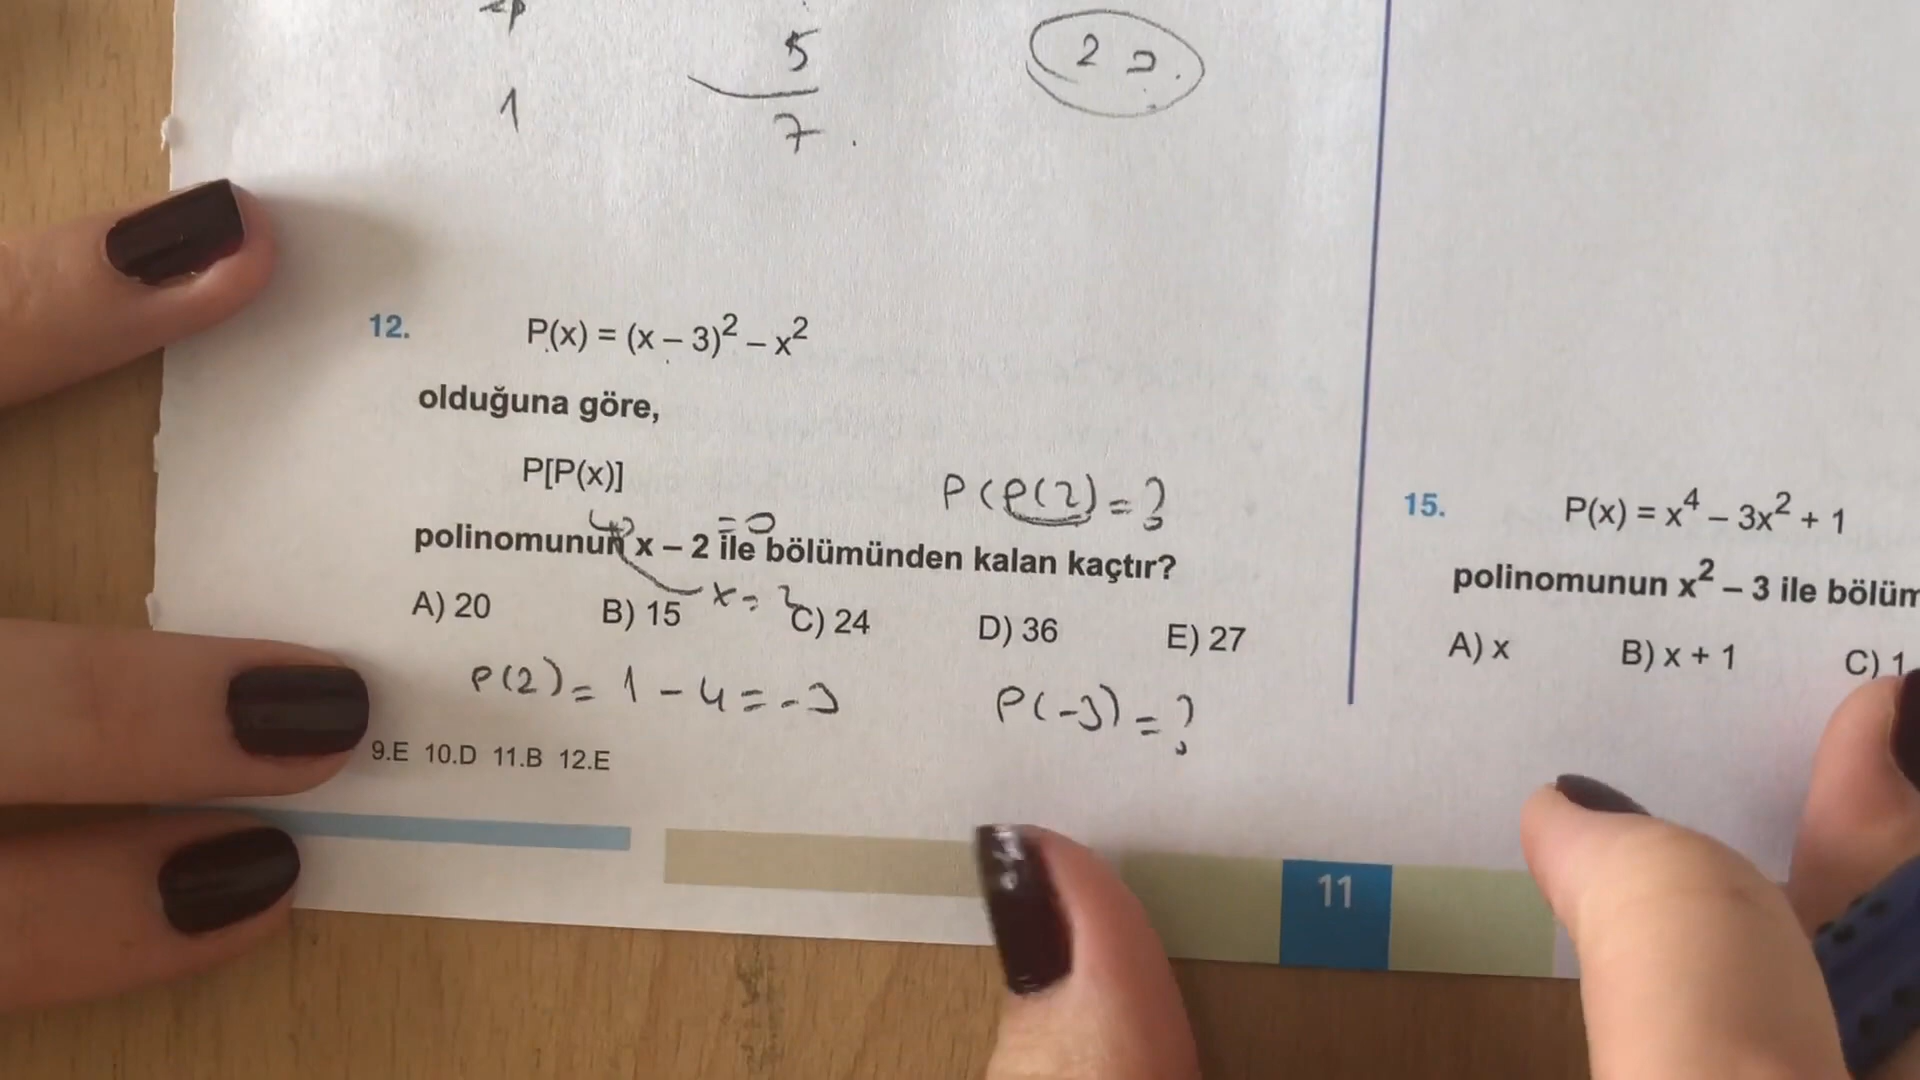 5
1
7
2
12. P(x) = (x – 3)² – x²
olduğuna göre,
P[P(x)]
P(P(2)) = ?
= 0
polinomunun x – 2 ile bölümünden kalan kaçtır?
x = 2
A) 20 B) 15 C) 24 D) 36 E) 27
P(2) = 1 - 4 = -3
P(-3) = ?
9.E 10.D 11.B 12.E
15. P(x) = x⁴ – 3x² + 1
polinomunun x² – 3 ile bölüm
A) x B) x + 1 C) 1
11